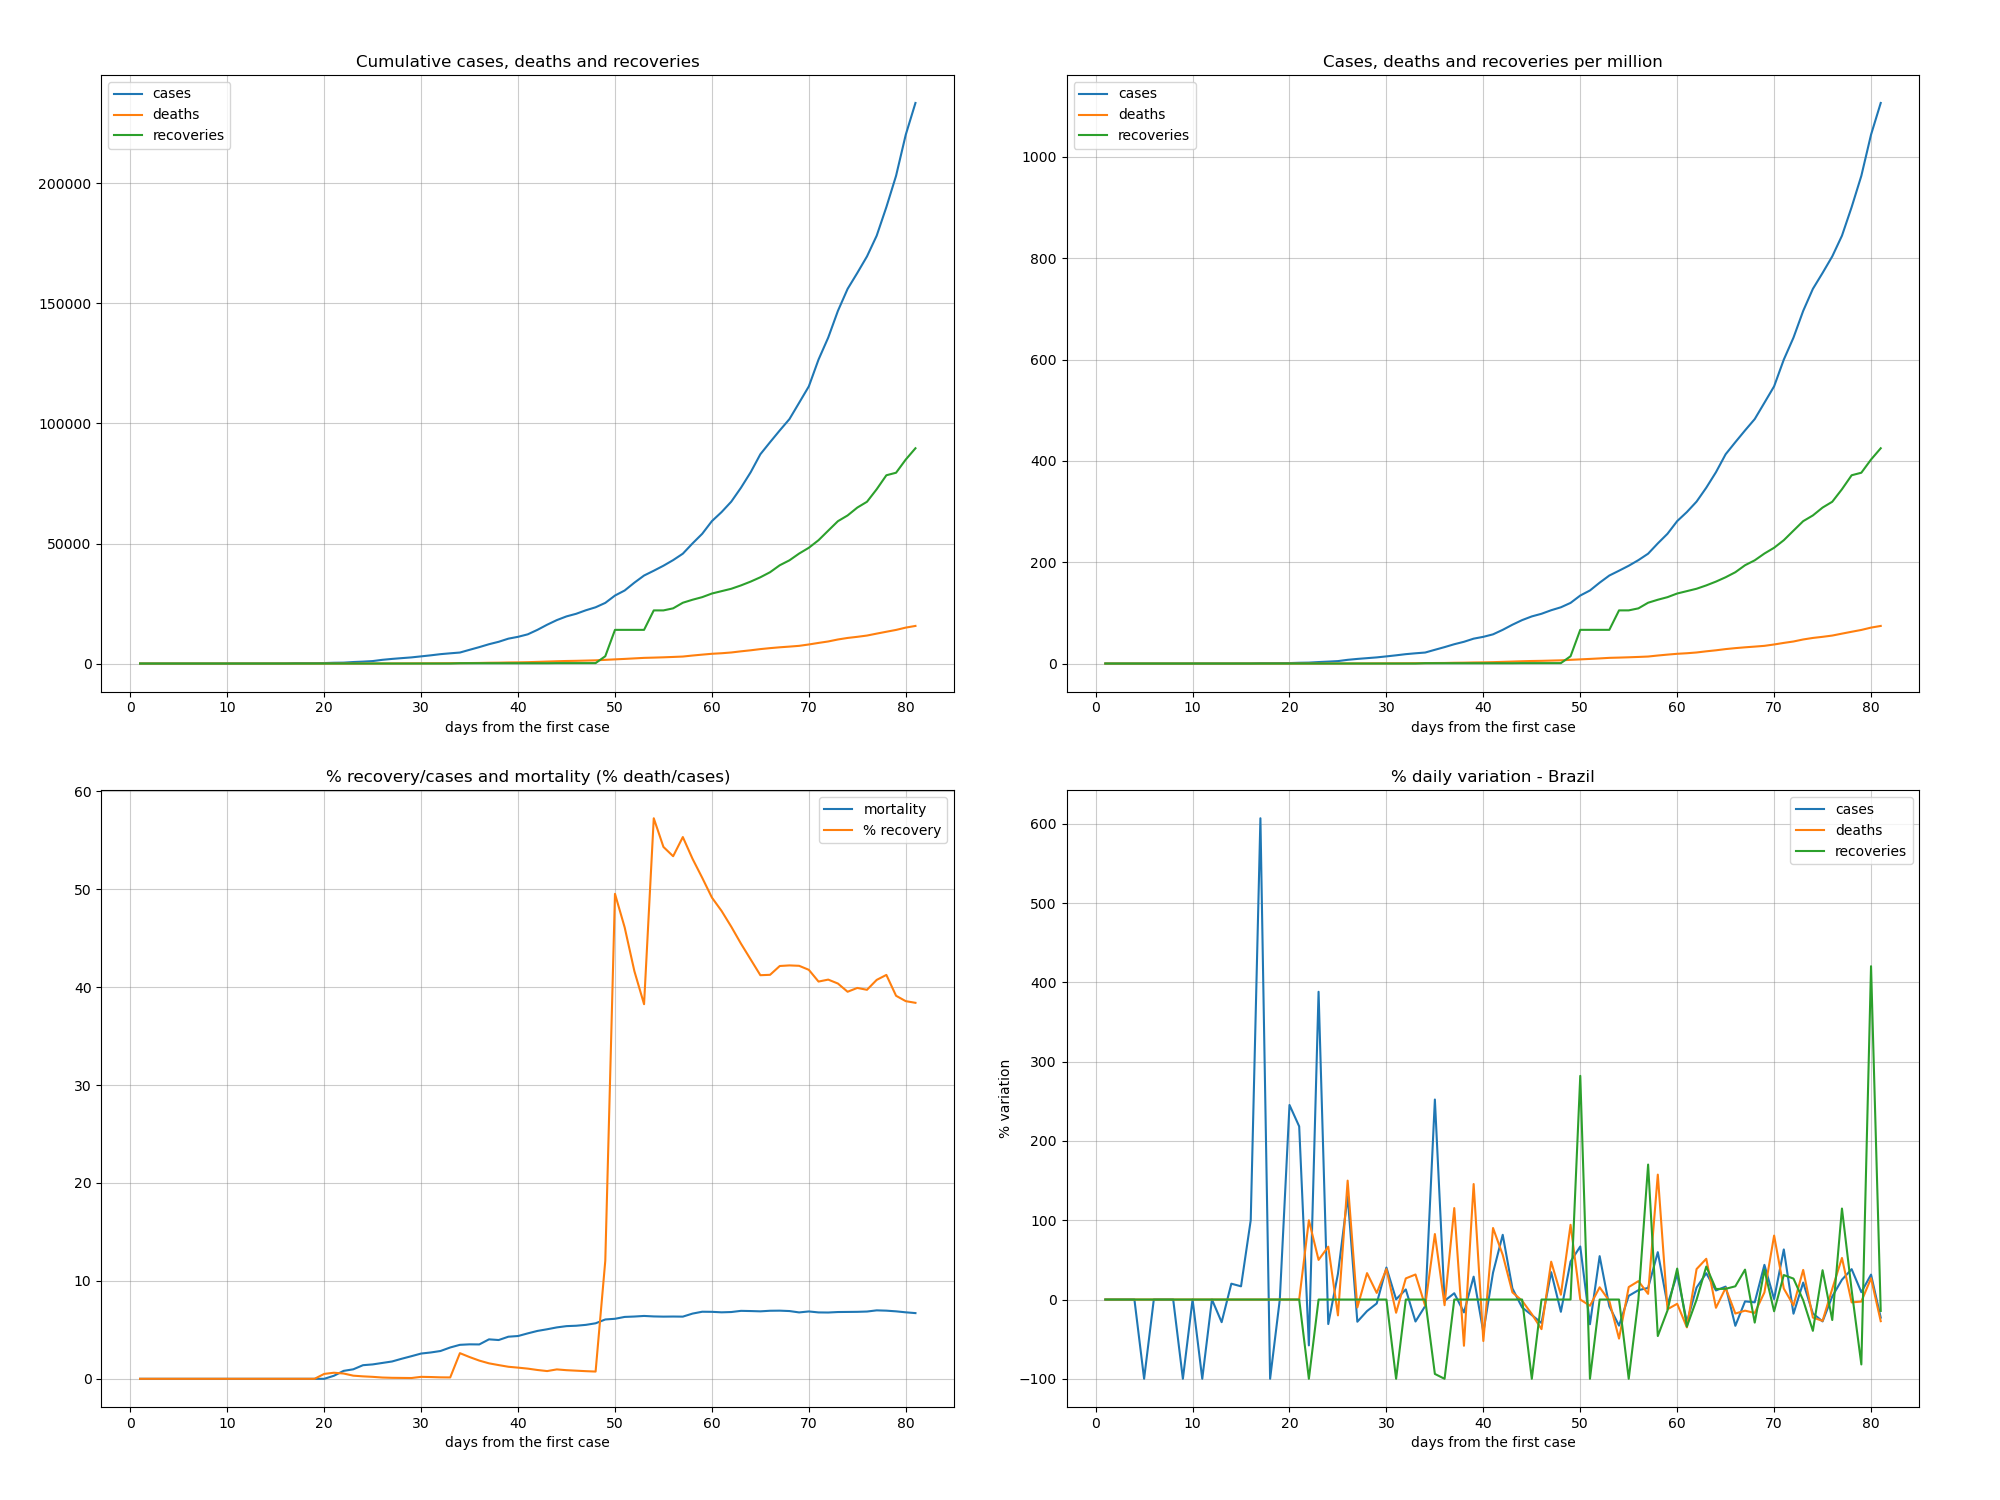 Cumulative cases, deaths and recoveries
cases
deaths
recoveries
200000
150000
100000
50000
0
0 10 20 30 40 50 60 70 80
days from the first case
Cases, deaths and recoveries per million
cases
deaths
recoveries
1000
800
600
400
200
0
0 10 20 30 40 50 60 70 80
days from the first case
% recovery/cases and mortality (% death/cases)
mortality
% recovery
60
50
40
30
20
10
0
0 10 20 30 40 50 60 70 80
days from the first case
% daily variation - Brazil
cases
deaths
recoveries
% variation
600
500
400
300
200
100
0
−100
0 10 20 30 40 50 60 70 80
days from the first case